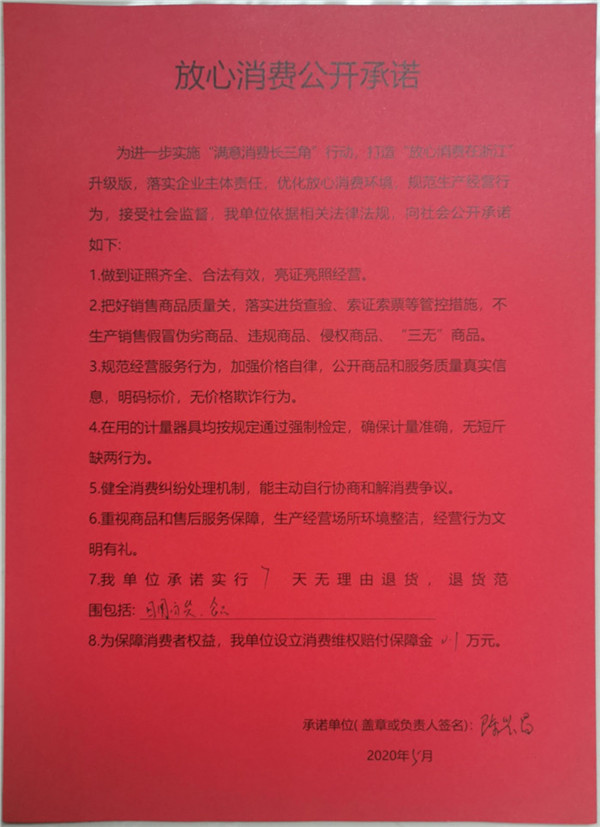 放心消费公开承诺
为进一步实施“满意消费长三角”行动，打造“放心消费在浙江”
升级版，落实企业主体责任，优化放心消费环境，规范生产经营行
为，接受社会监督，我单位依据相关法律法规，向社会公开承诺
如下：
1.做到证照齐全、合法有效，亮证亮照经营。
2.把好销售商品质量关，落实进货查验、索证索票等管控措施，不
生产销售假冒伪劣商品、违规商品、侵权商品、“三无”商品。
3.规范经营服务行为，加强价格自律，公开商品和服务质量真实信
息，明码标价，无价格欺诈行为。
4.在用的计量器具均按规定通过强制检定，确保计量准确，无短斤
缺两行为。
5.健全消费纠纷处理机制，能主动自行协商和解消费争议。
6.重视商品和售后服务保障，生产经营场所环境整洁，经营行为文
明有礼。
7.我单位承诺实行7天无理由退货，退货范
围包括：
8.为保障消费者权益，我单位设立消费维权赔付保障金 万元。
承诺单位(盖章或负责人签名)：
2020年5月